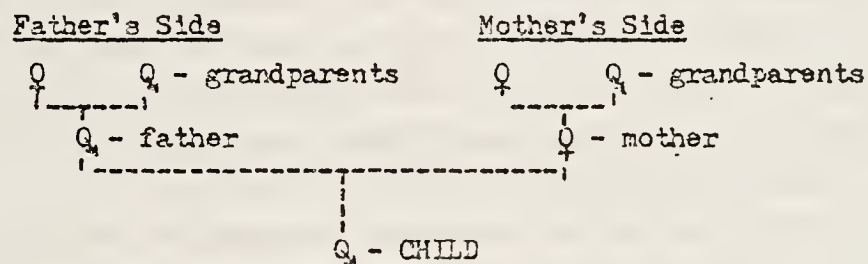 Father's Side Mother's Side
♀ ♂ - grandparents ♀ ♂ - grandparents
♂ - father ♀ - mother
♂ - CHILD